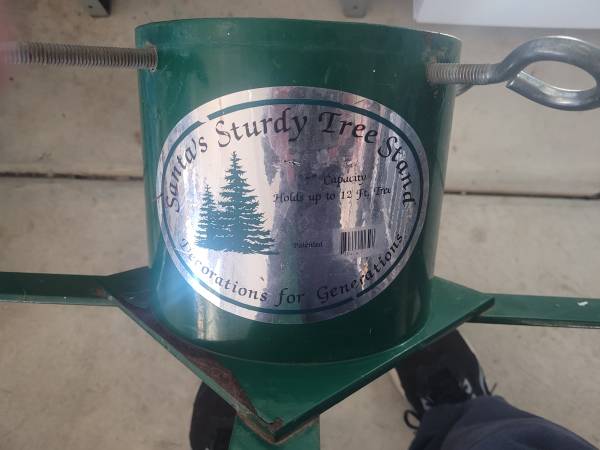 Santa's Sturdy Tree Stand
Capacity
Holds up to 12 Ft. Tree
Patented
Decorations for Generations